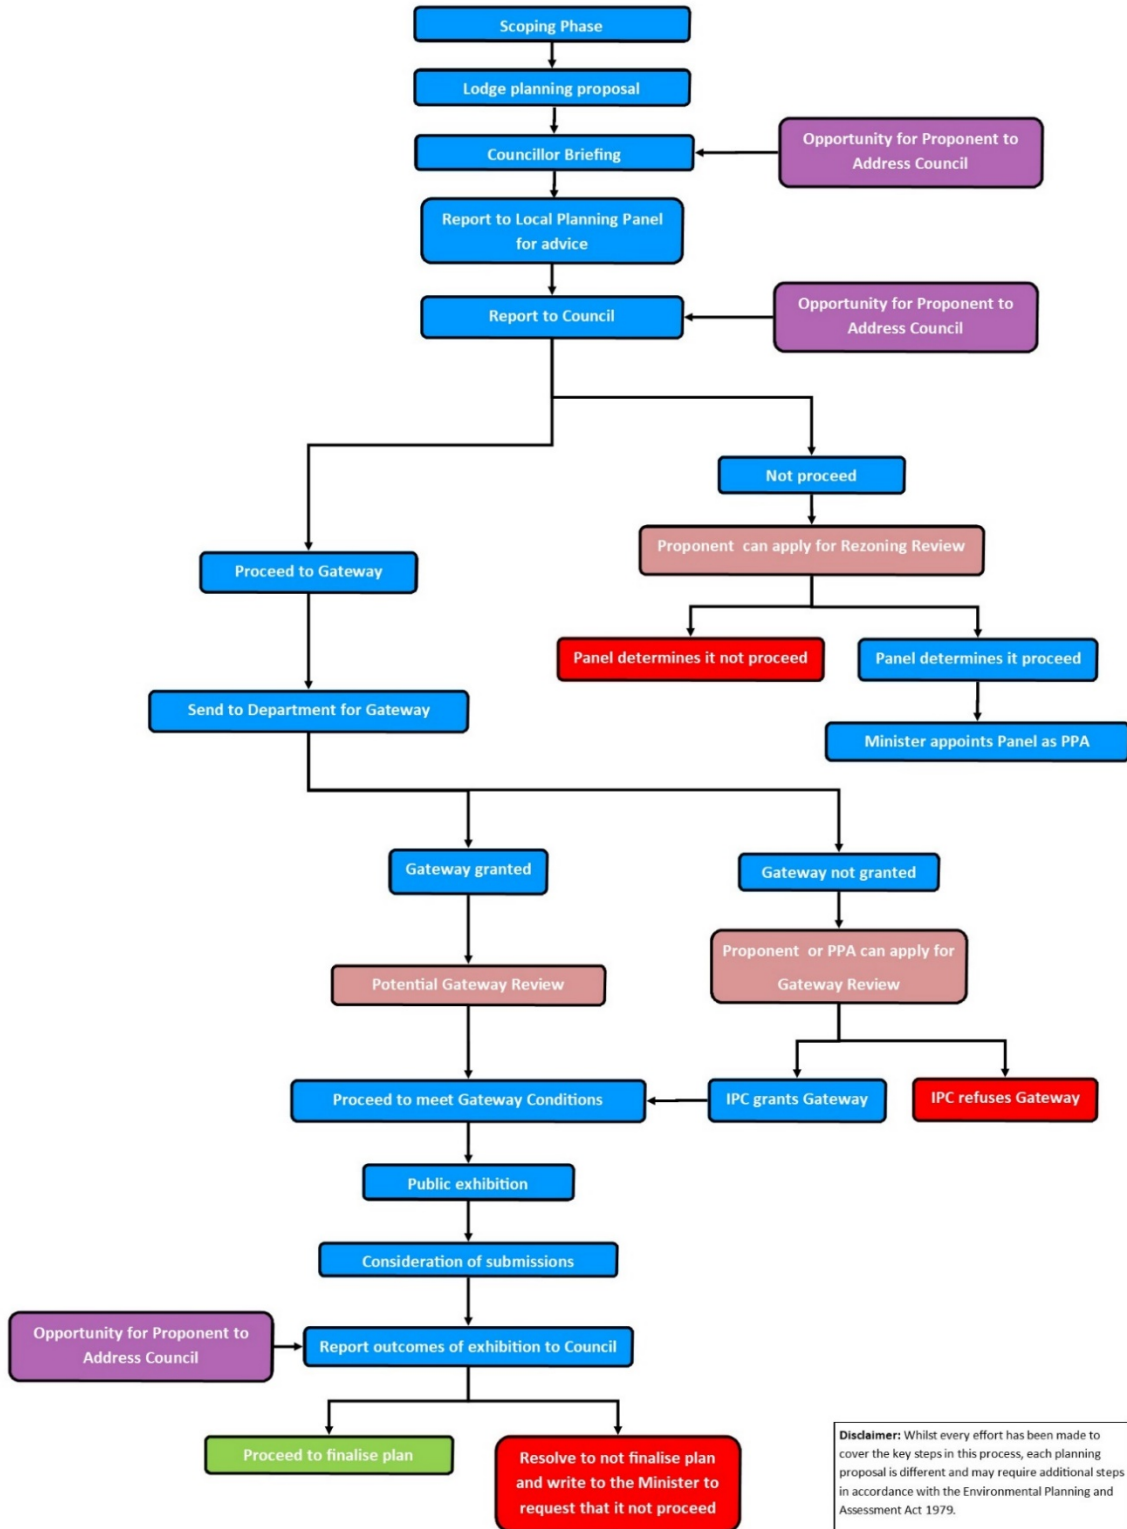 Scoping Phase
Lodge planning proposal
Councillor Briefing
Opportunity for Proponent to
Address Council
Report to Local Planning Panel
for advice
Report to Council
Opportunity for Proponent to
Address Council
Not proceed
Proponent can apply for Rezoning Review
Proceed to Gateway
Panel determines it not proceed
Panel determines it proceed
Send to Department for Gateway
Minister appoints Panel as PPA
Gateway granted
Gateway not granted
Potential Gateway Review
Proponent or PPA can apply for
Gateway Review
Proceed to meet Gateway Conditions
IPC grants Gateway
IPC refuses Gateway
Public exhibition
Consideration of submissions
Opportunity for Proponent to
Address Council
Report outcomes of exhibition to Council
Proceed to finalise plan
Resolve to not finalise plan
and write to the Minister to
request that it not proceed
Disclaimer: Whilst every effort has been made to
cover the key steps in this process, each planning
proposal is different and may require additional steps
in accordance with the Environmental Planning and
Assessment Act 1979.